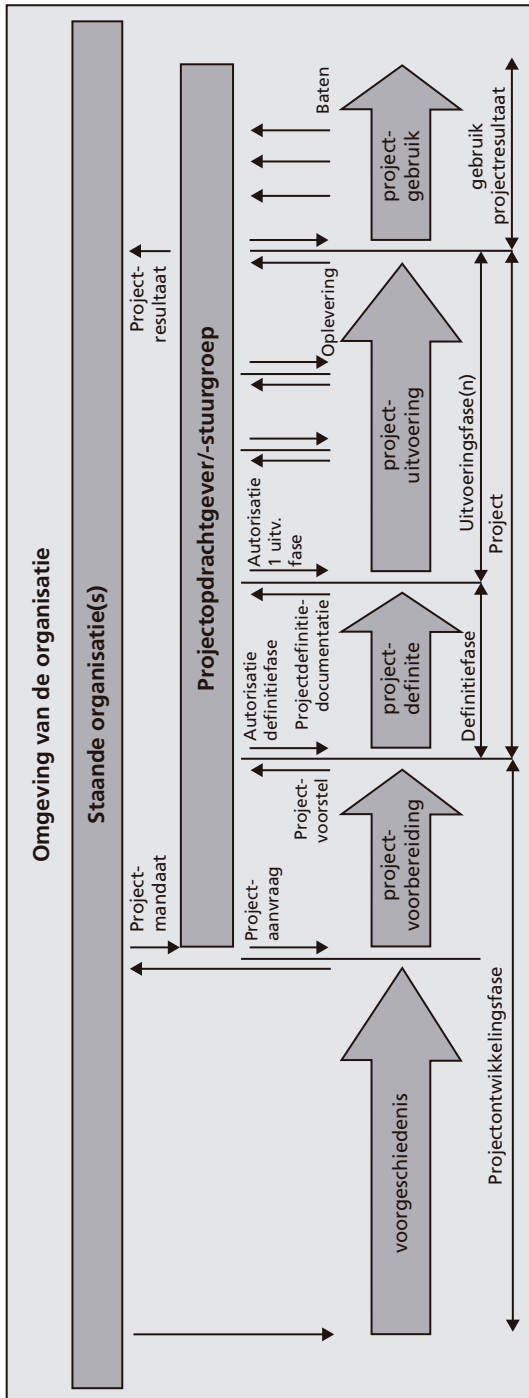 Omgeving van de organisatie
Staande organisatie(s)
Project-
mandaat
Project-
resultaat
Projectopdrachtgever/-stuurgroep
Project-
aanvraag
Project-
voorstel
Autorisatie
definitiefase
Projectdefinitie-
documentatie
Autorisatie
1 uitv.
fase
Oplevering
Baten
voorgeschiedenis
project-
voorbereiding
project-
definite
project-
uitvoering
project-
gebruik
Definitiefase
Uitvoeringsfase(n)
gebruik
projectresultaat
Projectontwikkelingsfase
Project